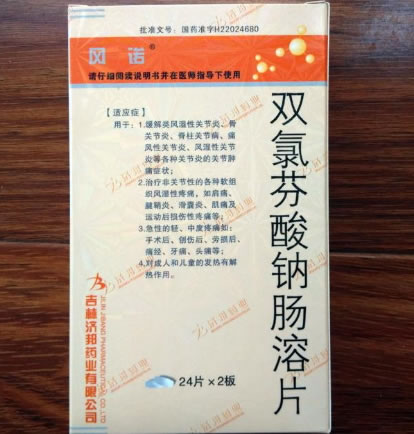 批准文号：国药准字H22024680
风诺®
请仔细阅读说明书并在医师指导下使用
【适应症】
用于：1.缓解类风湿性关节炎、骨
关节炎、脊柱关节病、痛
风性关节炎、风湿性关节
炎等各种关节炎的关节肿
痛症状；
2.治疗非关节性的各种软组
织风湿性疼痛，如肩痛、
腱鞘炎、滑囊炎、肌痛及
运动后损伤性疼痛等；
3.急性的轻、中度疼痛如：
手术后、创伤后、劳损后、
痛经、牙痛、头痛等；
4.对成人和儿童的发热有解
热作用。
双氯芬酸钠肠溶片
24片×2板
吉林济邦药业有限公司
JILIN JIBANG PHARMACEUTICAL CO.,LTD